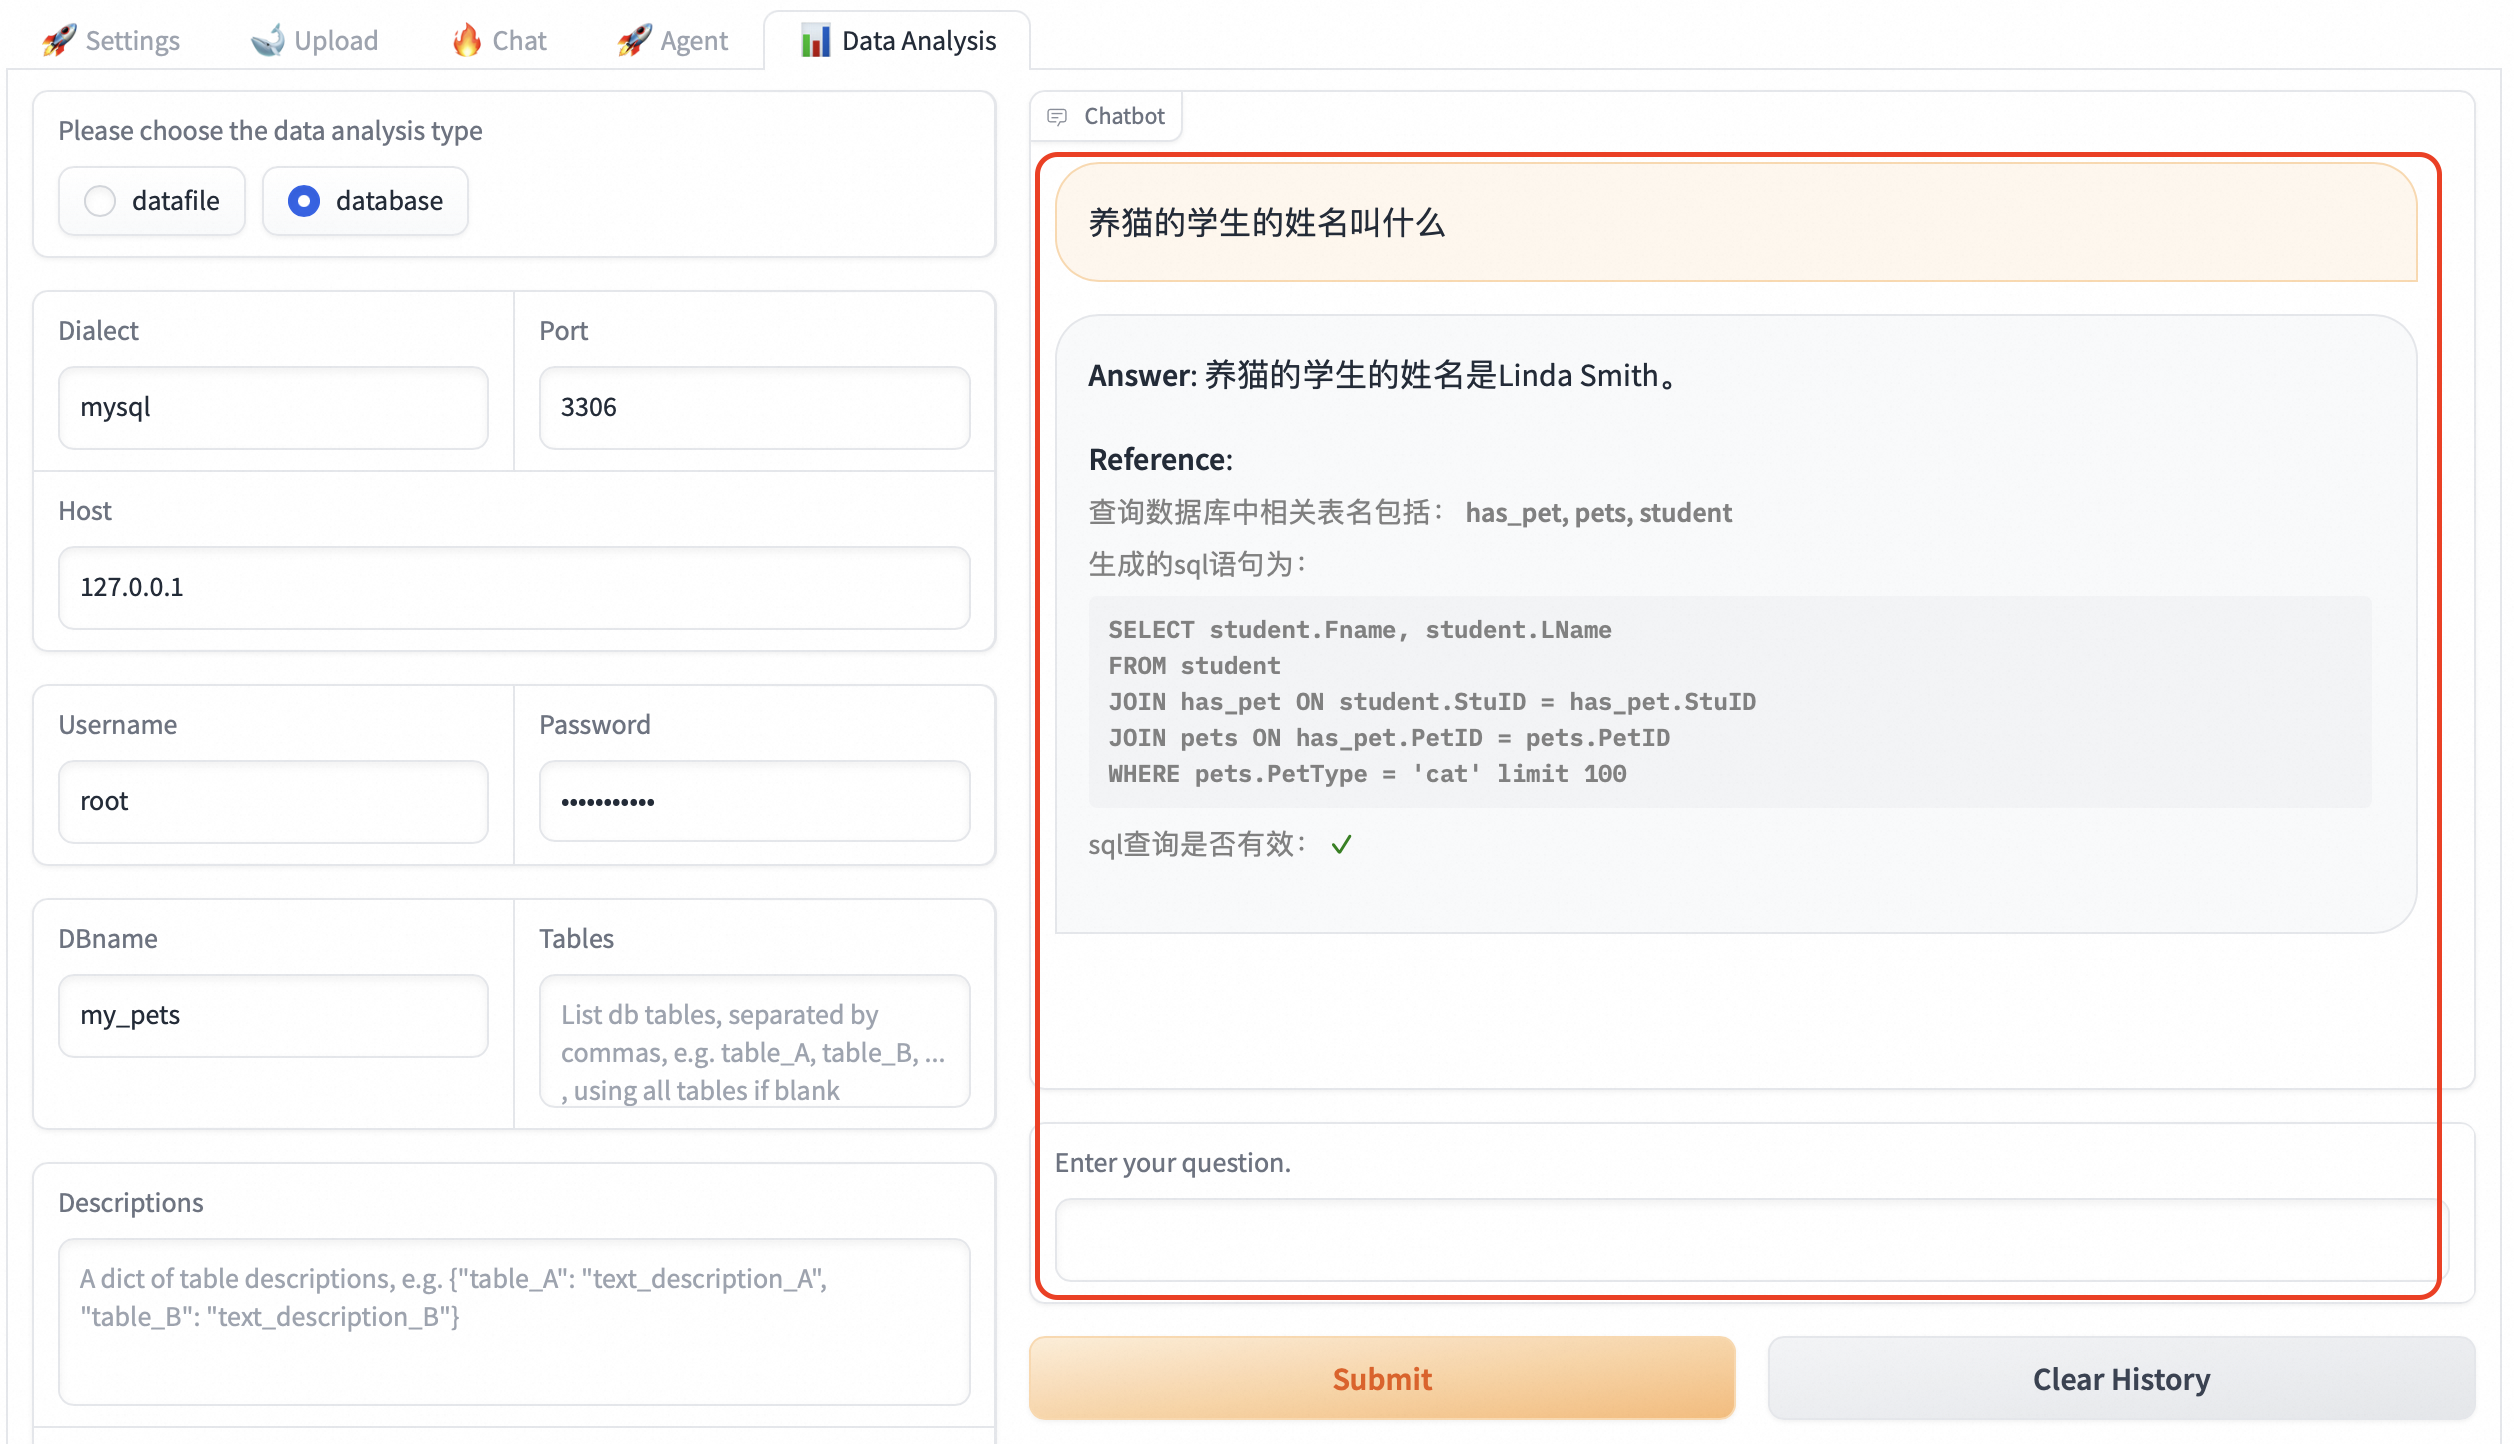 Settings
Upload
Chat
Agent
Data Analysis
Please choose the data analysis type
datafile
database
Dialect
mysql
Port
3306
Host
127.0.0.1
Username
root
Password
•••••••••••
DBname
my_pets
Tables
List db tables, separated by
commas, e.g. table_A, table_B, ...
, using all tables if blank
Descriptions
A dict of table descriptions, e.g. {"table_A": "text_description_A",
"table_B": "text_description_B"}
Chatbot
养猫的学生的姓名叫什么
Answer: 养猫的学生的姓名是Linda Smith。
Reference:
查询数据库中相关表名包括： has_pet, pets, student
生成的sql语句为：
SELECT student.Fname, student.LName
FROM student
JOIN has_pet ON student.StuID = has_pet.StuID
JOIN pets ON has_pet.PetID = pets.PetID
WHERE pets.PetType = 'cat' limit 100
sql查询是否有效： ✓
Enter your question.
Submit
Clear History